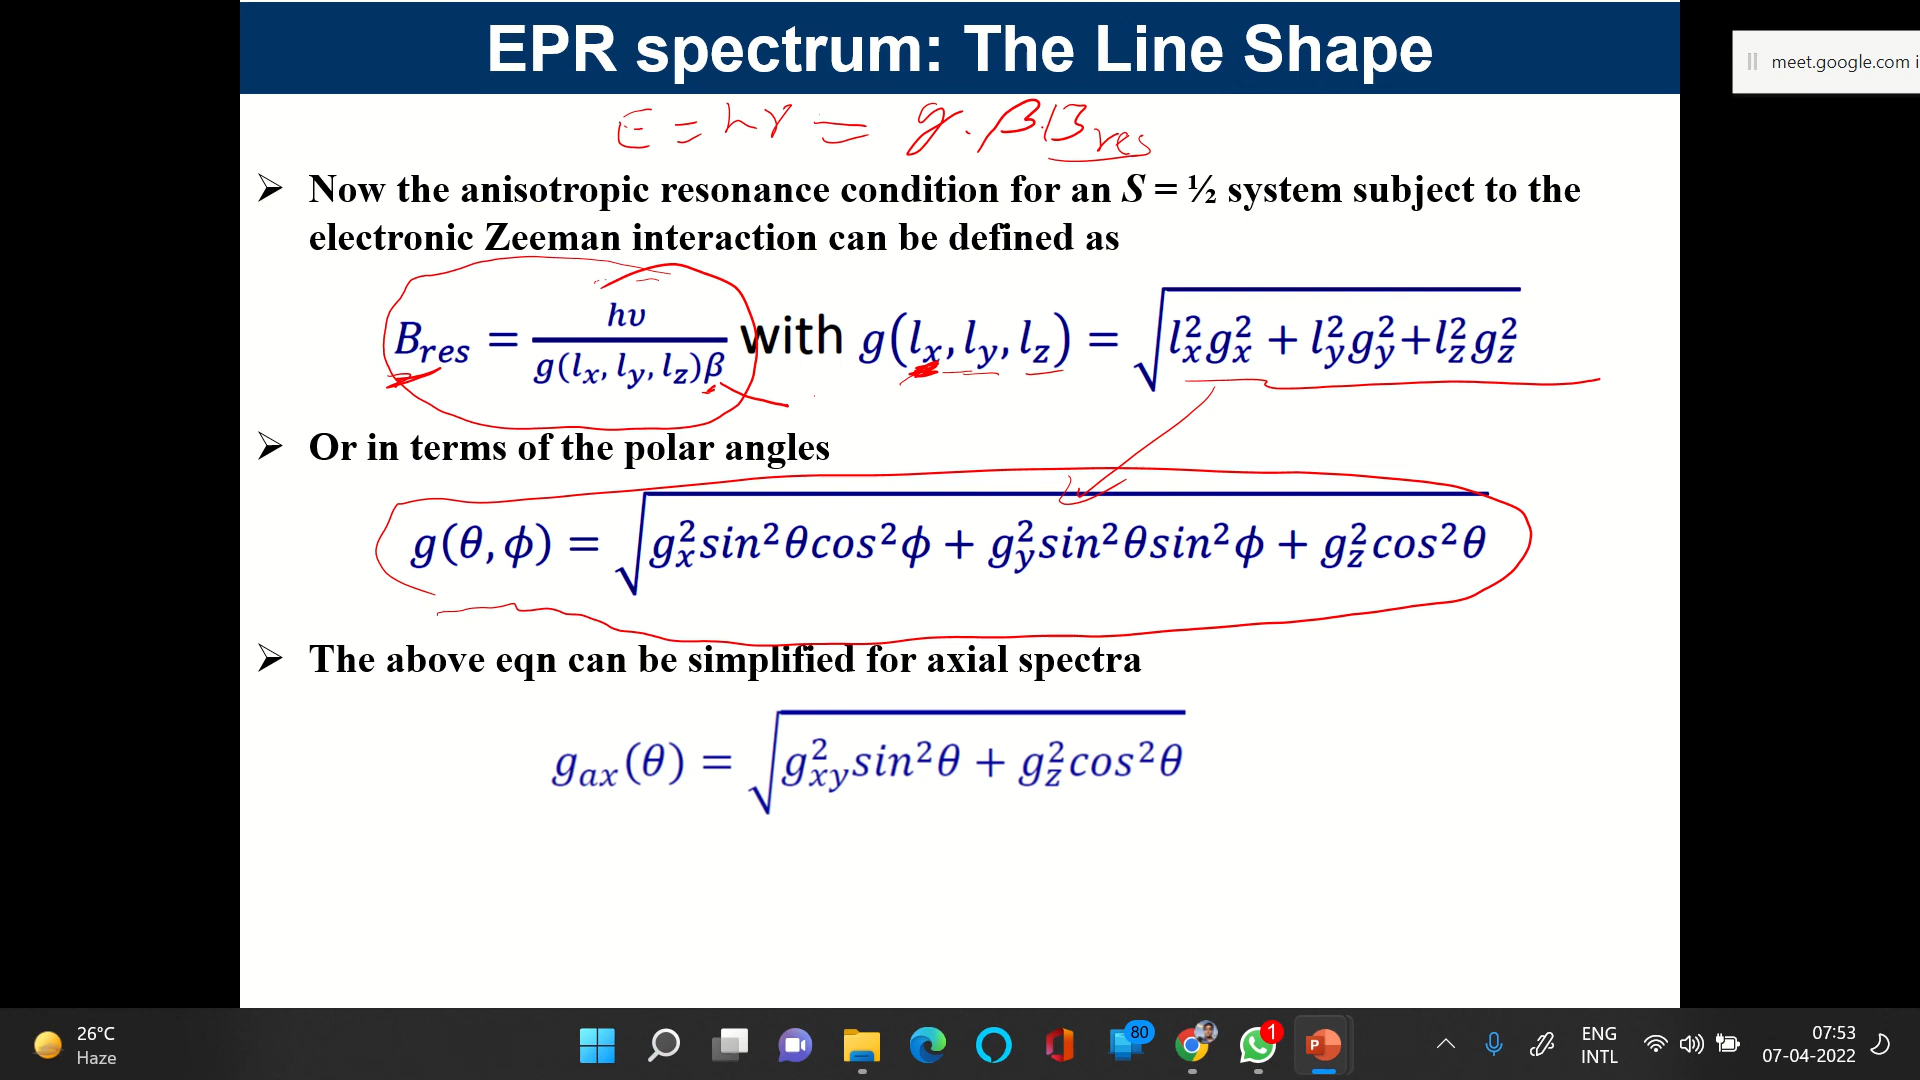 EPR spectrum: The Line Shape
meet.google.com i
E = hν = g.βBres
➢ Now the anisotropic resonance condition for an S = ½ system subject to the
electronic Zeeman interaction can be defined as
B_res = hυ / g(l_x, l_y, l_z)β with g(l_x, l_y, l_z) = √(l_x²g_x² + l_y²g_y²+l_z²g_z²)
➢ Or in terms of the polar angles
g(θ, ϕ) = √(g_x²sin²θcos²ϕ + g_y²sin²θsin²ϕ + g_z²cos²θ)
➢ The above eqn can be simplified for axial spectra
g_ax(θ) = √(g_xy²sin²θ + g_z²cos²θ)
26°C
Haze
80
1
ENG
INTL
07:53
07-04-2022